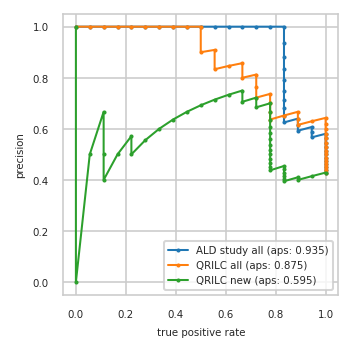 1.0
0.8
0.6
0.4
0.2
0.0
precision
0.0 0.2 0.4 0.6 0.8 1.0
true positive rate
ALD study all (aps: 0.935)
QRILC all (aps: 0.875)
QRILC new (aps: 0.595)